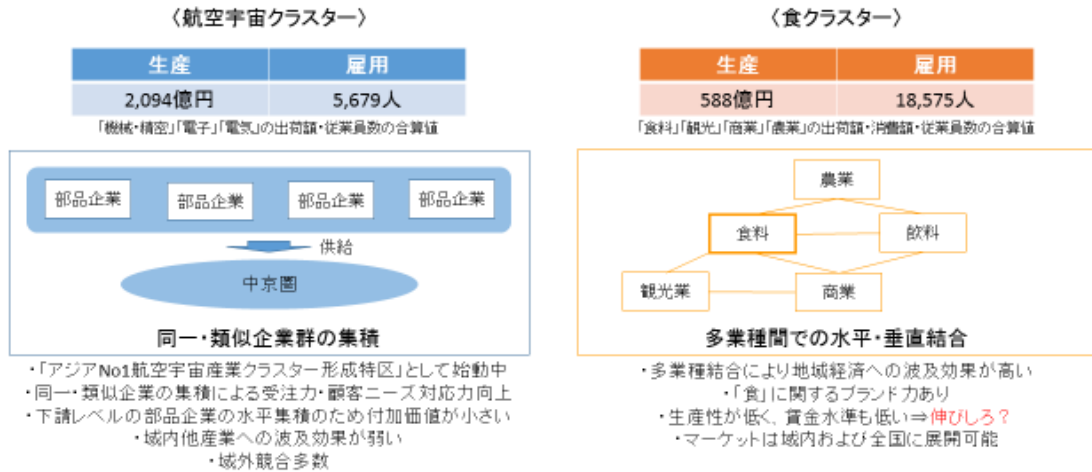 〈航空宇宙クラスター〉
生産 雇用
2,094億円 5,679人
「機械・精密」「電子」「電気」の出荷額・従業員数の合算値
部品企業 部品企業 部品企業 部品企業
供給
中京圏
同一・類似企業群の集積
・「アジアNo1航空宇宙産業クラスター形成特区」として始動中
・同一・類似企業の集積による受注力・顧客ニーズ対応力向上
・下請レベルの部品企業の水平集積のため付加価値が小さい
・域内他産業への波及効果が弱い
・域外競合多数
〈食クラスター〉
生産 雇用
588億円 18,575人
「食料」「観光」「商業」「農業」の出荷額・消費額・従業員数の合算値
農業
食料 飲料
観光業 商業
多業種間での水平・垂直結合
・多業種結合により地域経済への波及効果が高い
・「食」に関するブランド力あり
・生産性が低く、賃金水準も低い⇒伸びしろ？
・マーケットは域内および全国に展開可能